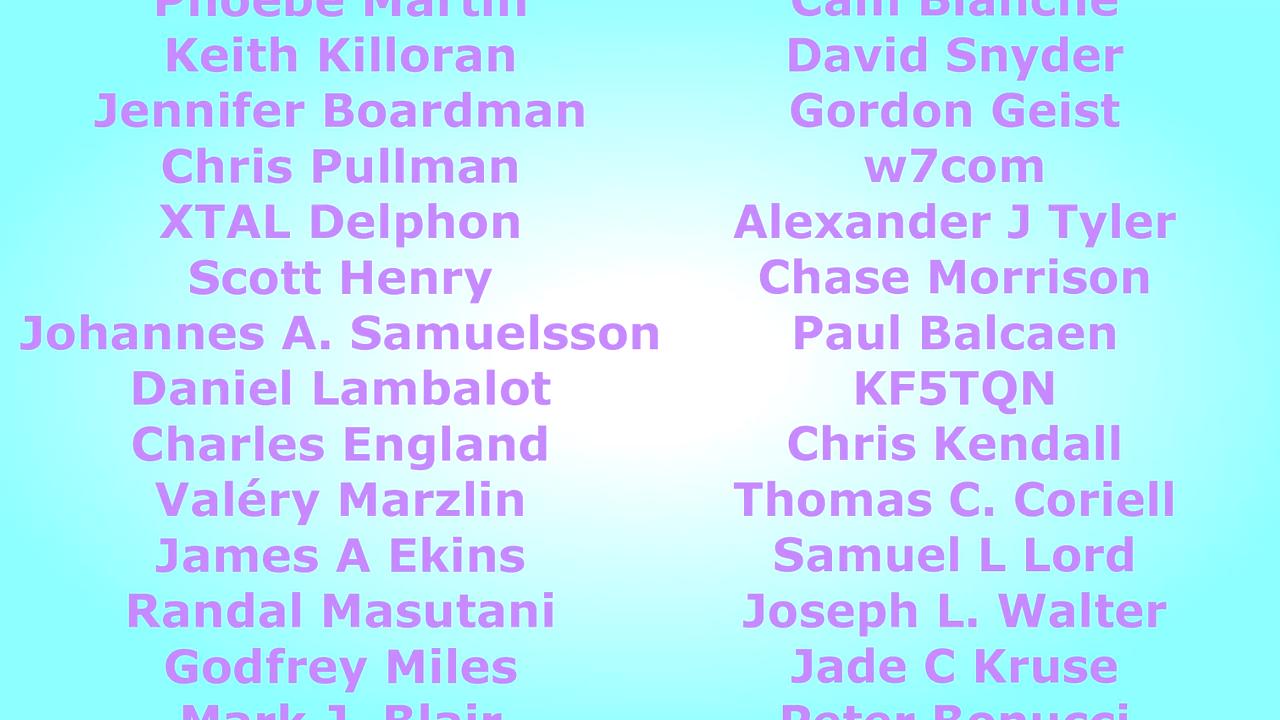 Phoebe Martin
Keith Killoran
Jennifer Boardman
Chris Pullman
XTAL Delphon
Scott Henry
Johannes A. Samuelsson
Daniel Lambalot
Charles England
Valéry Marzlin
James A Ekins
Randal Masutani
Godfrey Miles
Mark J. Blair
Cam Blanche
David Snyder
Gordon Geist
w7com
Alexander J Tyler
Chase Morrison
Paul Balcaen
KF5TQN
Chris Kendall
Thomas C. Coriell
Samuel L Lord
Joseph L. Walter
Jade C Kruse
Peter Bonucci